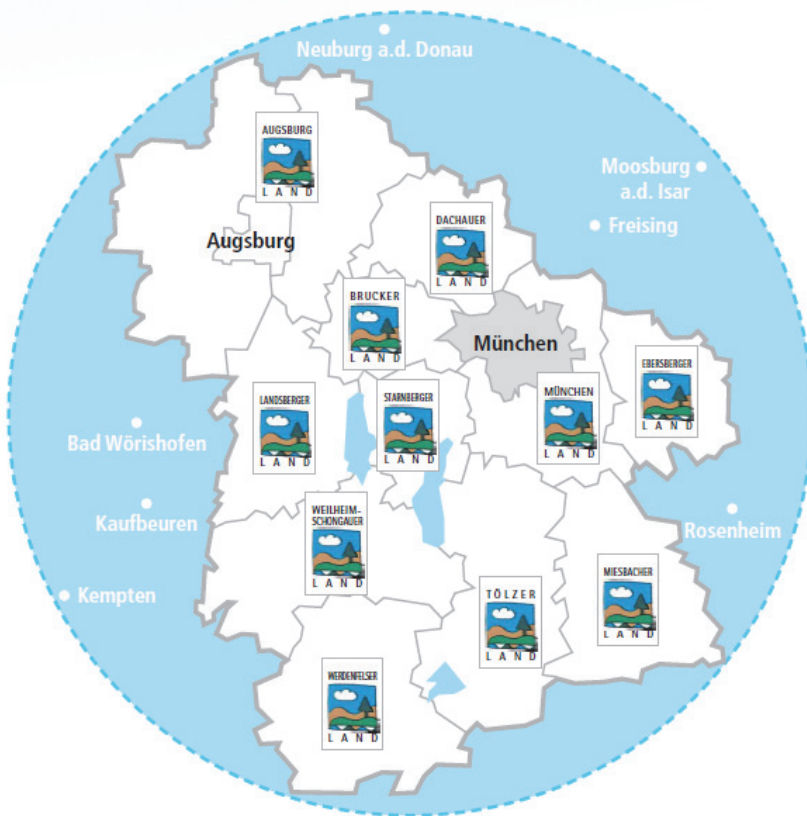 Neuburg a.d. Donau
AUGSBURG
LAND
Moosburg
a.d. Isar
Freising
DACHAUER
LAND
Augsburg
BRUCKER
LAND
München
EBERSBERGER
LAND
LANDSBERGER
LAND
STARNBERGER
LAND
MÜNCHEN
LAND
Bad Wörishofen
Kaufbeuren
WEILHEIM-
SCHONGAUER
LAND
Rosenheim
Kempten
TÖLZER
LAND
MIESBACHER
LAND
WERDENFELSER
LAND